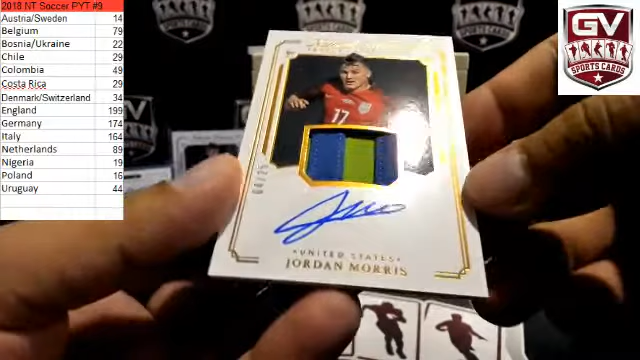 2018 NT Soccer PYT #9
Austria/Sweden 14
Belgium 79
Bosnia/Ukraine 22
Chile 29
Colombia 49
Costa Rica 29
Denmark/Switzerland 34
England 199
Germany 174
Italy 164
Netherlands 89
Nigeria 19
Poland 16
Uruguay 44
GV
SPORTS CARDS
17
UNITED STATES
JORDAN MORRIS